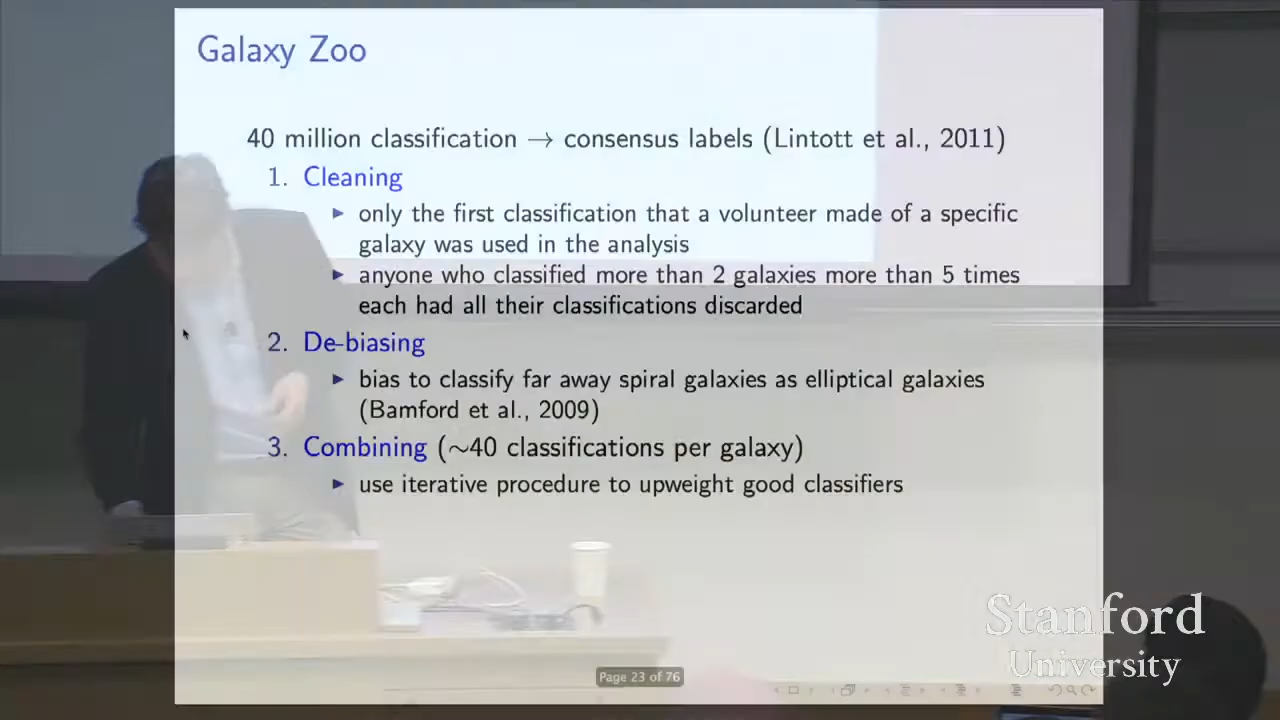 Galaxy Zoo
40 million classification → consensus labels (Lintott et al., 2011)
1. Cleaning
▶ only the first classification that a volunteer made of a specific
galaxy was used in the analysis
▶ anyone who classified more than 2 galaxies more than 5 times
each had all their classifications discarded
2. De-biasing
▶ bias to classify far away spiral galaxies as elliptical galaxies
(Bamford et al., 2009)
3. Combining (~40 classifications per galaxy)
▶ use iterative procedure to upweight good classifiers
Stanford
University
Page 23 of 76